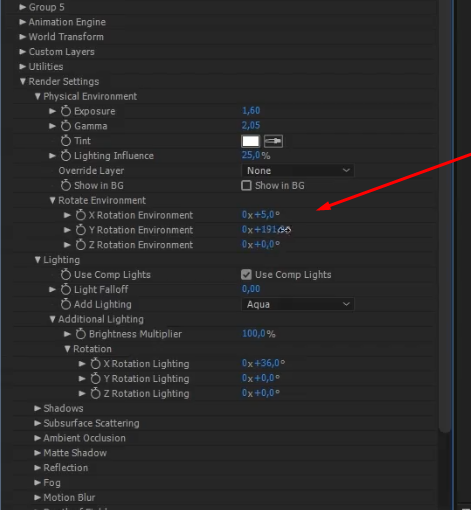 Group 5
Animation Engine
World Transform
Custom Layers
Utilities
Render Settings
Physical Environment
Exposure 1,60
Gamma 2,05
Tint
Lighting Influence 25,0%
Override Layer None
Show in BG Show in BG
Rotate Environment
X Rotation Environment 0x+5,0°
Y Rotation Environment 0x+191,
Z Rotation Environment 0x+0,0°
Lighting
Use Comp Lights Use Comp Lights
Light Falloff 0,00
Add Lighting Aqua
Additional Lighting
Brightness Multiplier 100,0%
Rotation
X Rotation Lighting 0x+36,0°
Y Rotation Lighting 0x+0,0°
Z Rotation Lighting 0x+0,0°
Shadows
Subsurface Scattering
Ambient Occlusion
Matte Shadow
Reflection
Fog
Motion Blur